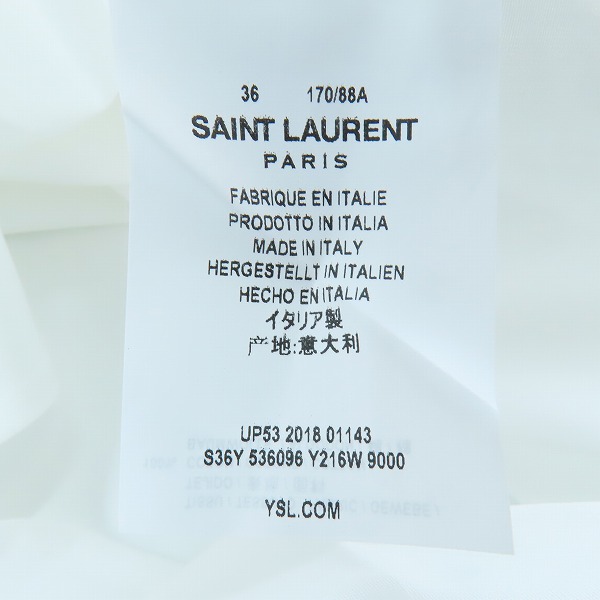 36 170/88A
SAINT LAURENT
PARIS
FABRIQUE EN ITALIE
PRODOTTO IN ITALIA
MADE IN ITALY
HERGESTELLT IN ITALIEN
HECHO EN ITALIA
イタリア製
产地:意大利
UP53 2018 01143
S36Y 536096 Y216W 9000
YSL.COM